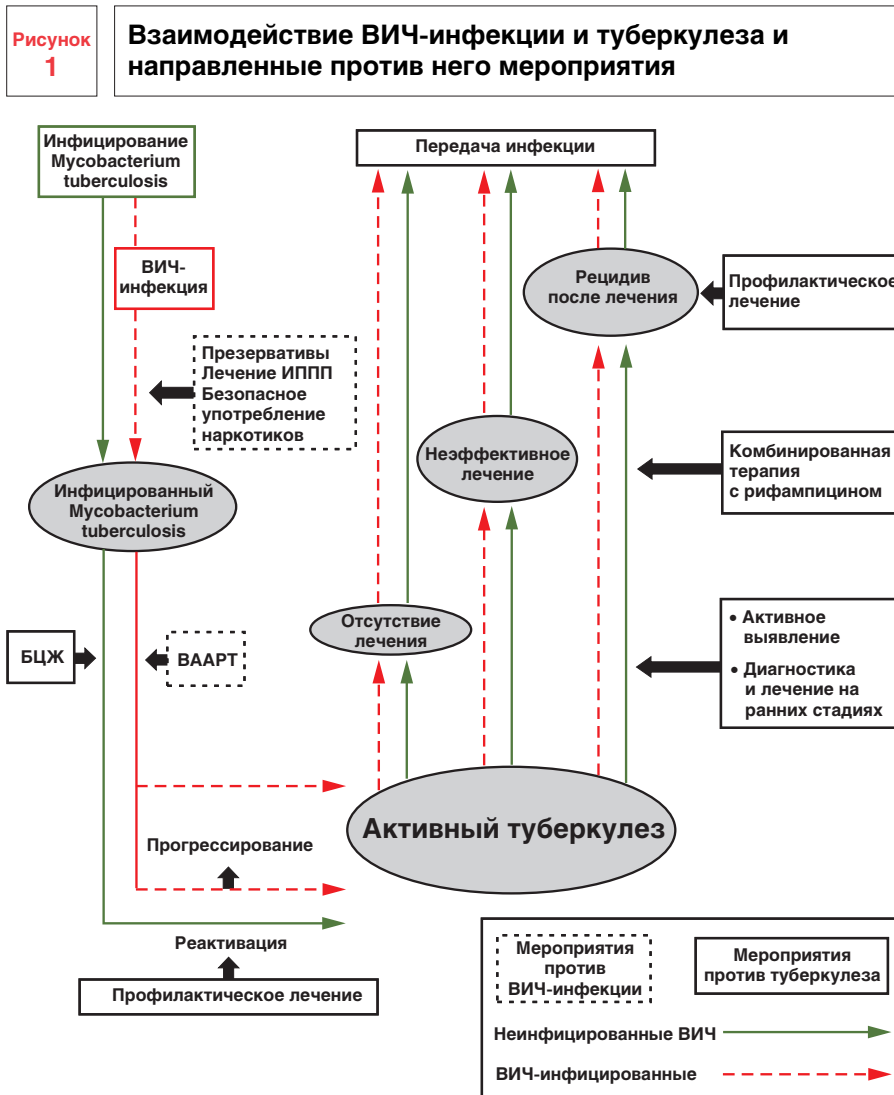 Рисунок
1
Взаимодействие ВИЧ-инфекции и туберкулеза и
направленные против него мероприятия
Инфицирование
Mycobacterium
tuberculosis
Передача инфекции
ВИЧ-
инфекция
Рецидив
после лечения
Профилактическое
лечение
Презервативы
Лечение ИППП
Безопасное
употребление
наркотиков
Неэффективное
лечение
Комбинированная
терапия
с рифампицином
Инфицированный
Mycobacterium
tuberculosis
Отсутствие
лечения
• Активное
выявление
• Диагностика
и лечение на
ранних стадиях
БЦЖ
ВААРТ
Активный туберкулез
Прогрессирование
Реактивация
Профилактическое лечение
Мероприятия
против
ВИЧ-инфекции
Мероприятия
против туберкулеза
Неинфицированные ВИЧ
ВИЧ-инфицированные